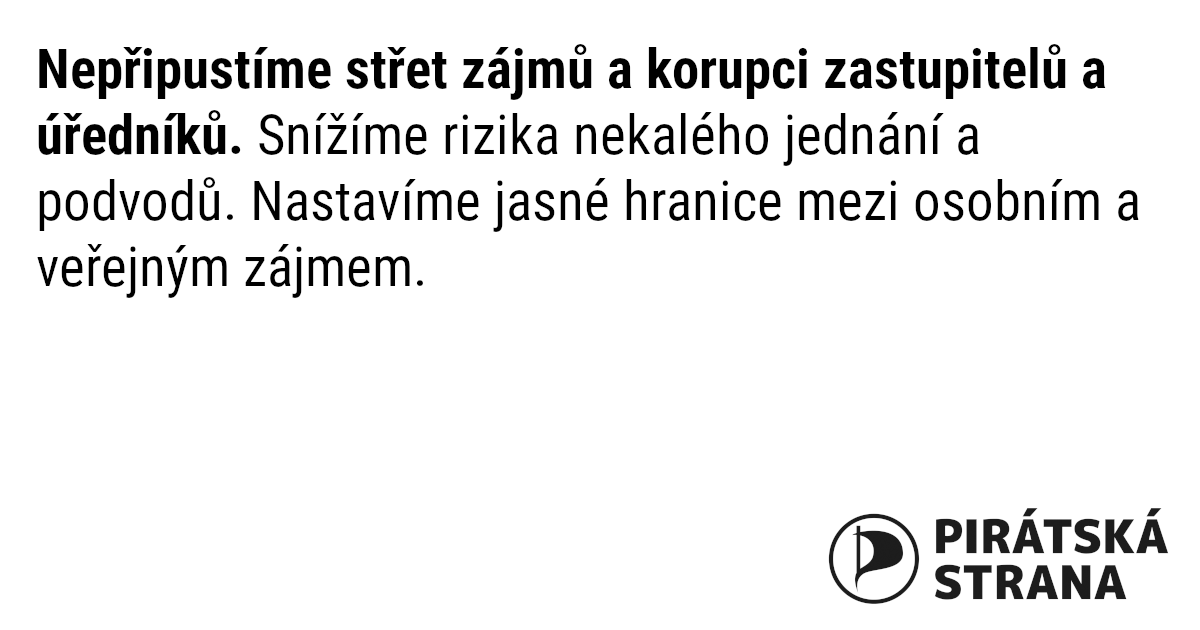 Nepřipustíme střet zájmů a korupci zastupitelů a
úředníků. Snížíme rizika nekalého jednání a
podvodů. Nastavíme jasné hranice mezi osobním a
veřejným zájmem.
PIRÁTSKÁ
STRANA